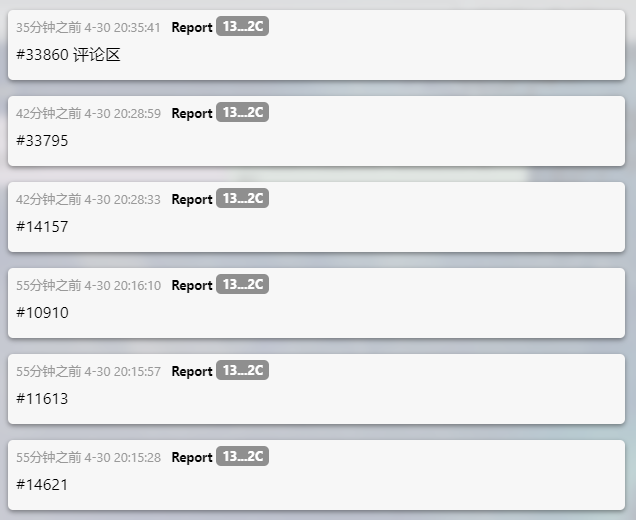 35分钟之前 4-30 20:35:41 Report 13...2C
#33860 评论区
42分钟之前 4-30 20:28:59 Report 13...2C
#33795
42分钟之前 4-30 20:28:33 Report 13...2C
#14157
55分钟之前 4-30 20:16:10 Report 13...2C
#10910
55分钟之前 4-30 20:15:57 Report 13...2C
#11613
55分钟之前 4-30 20:15:28 Report 13...2C
#14621